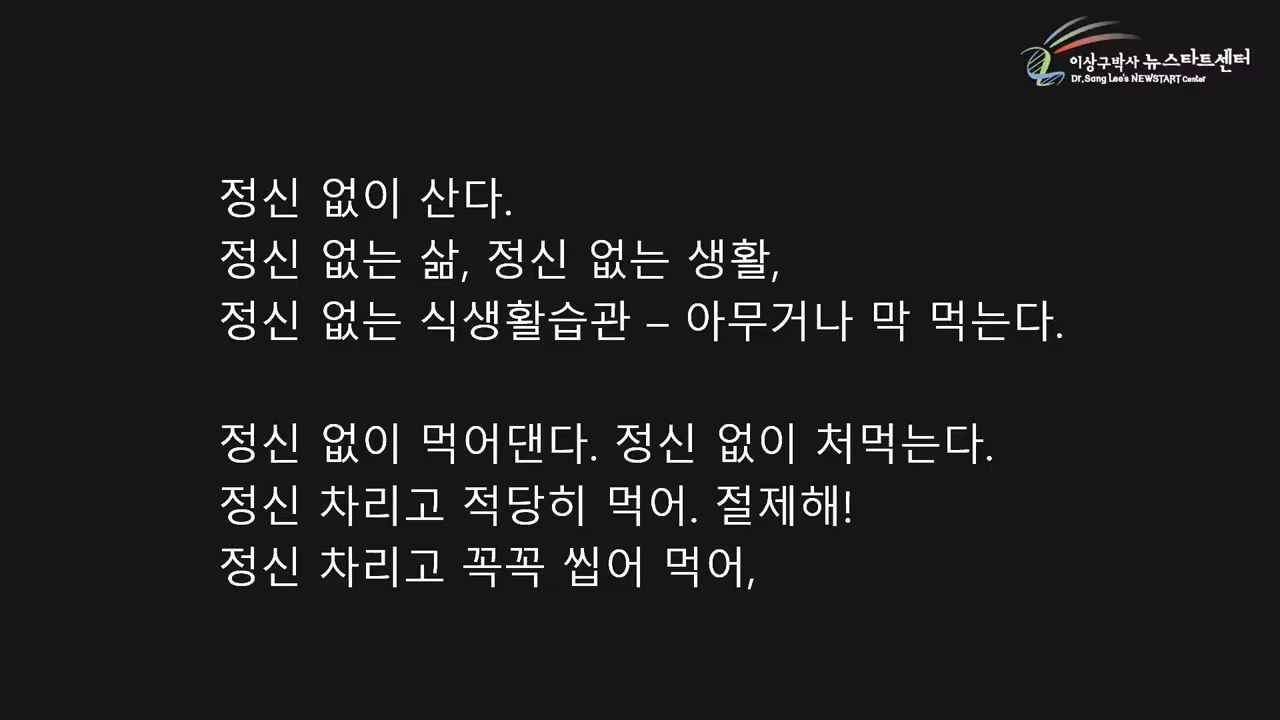 이상구박사 뉴스타트센터
Dr.Sang Lee's NEWSTART Center
정신 없이 산다.
정신 없는 삶, 정신 없는 생활,
정신 없는 식생활습관 – 아무거나 막 먹는다.
정신 없이 먹어댄다. 정신 없이 처먹는다.
정신 차리고 적당히 먹어. 절제해!
정신 차리고 꼭꼭 씹어 먹어,